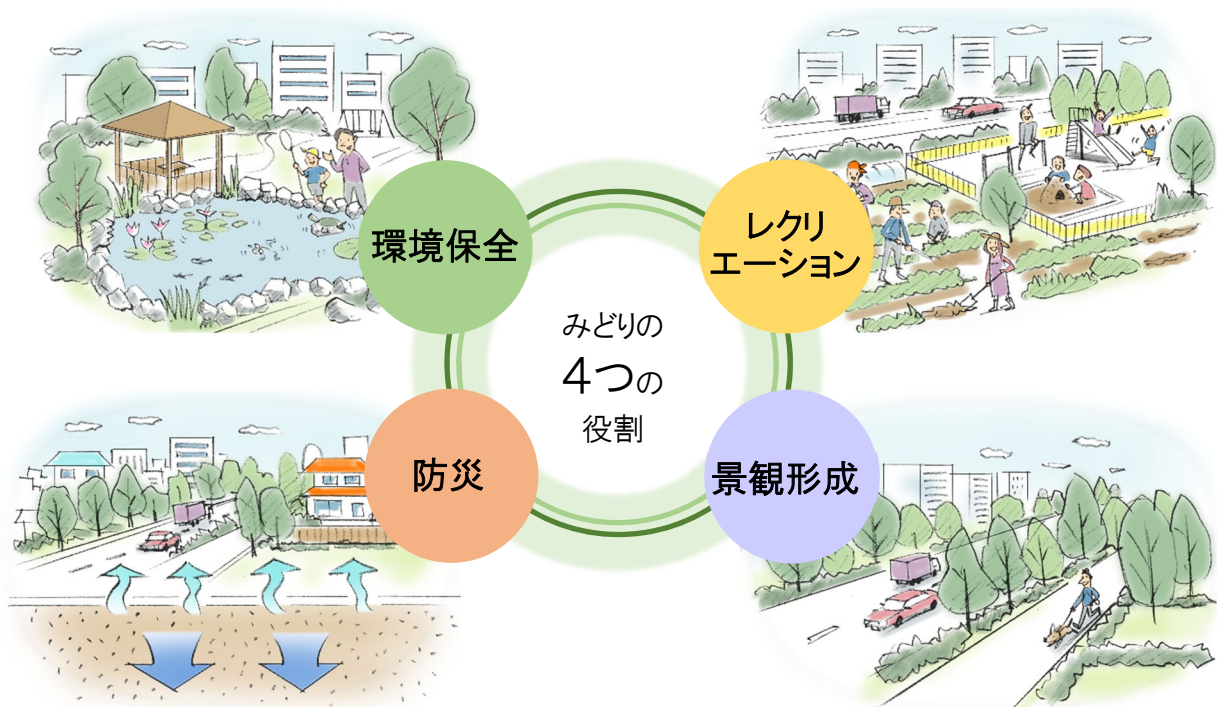 環境保全
レクリ
エーション
みどりの
4つの
役割
防災
景観形成